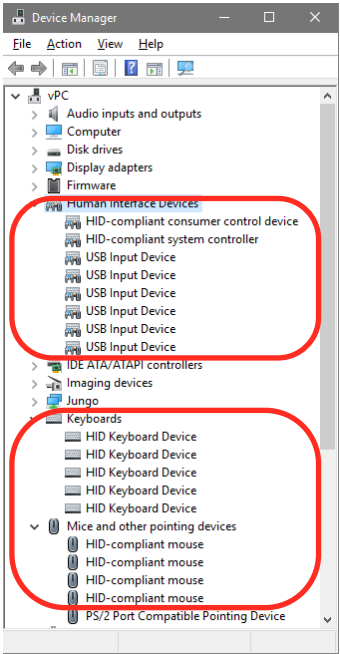 Device Manager
File Action View Help
vPC
Audio inputs and outputs
Computer
Disk drives
Display adapters
Firmware
Human Interface Devices
HID-compliant consumer control device
HID-compliant system controller
USB Input Device
USB Input Device
USB Input Device
USB Input Device
USB Input Device
USB Input Device
IDE ATA/ATAPI controllers
Imaging devices
Jungo
Keyboards
HID Keyboard Device
HID Keyboard Device
HID Keyboard Device
HID Keyboard Device
HID Keyboard Device
Mice and other pointing devices
HID-compliant mouse
HID-compliant mouse
HID-compliant mouse
HID-compliant mouse
PS/2 Port Compatible Pointing Device